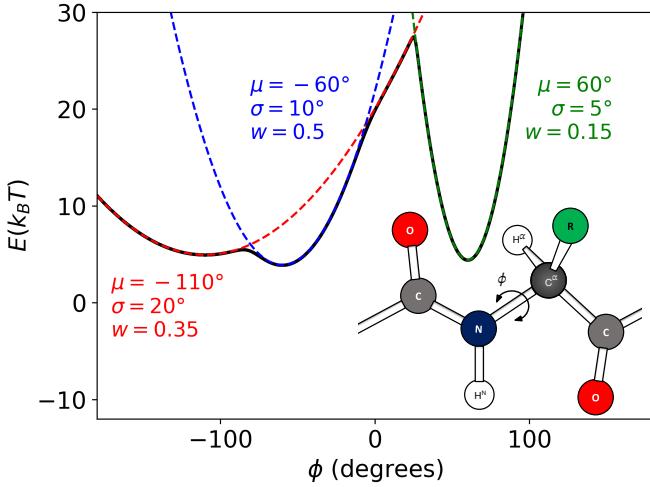 30
20
10
0
−10
E(k_BT)
μ = −60°
σ = 10°
w = 0.5
μ = 60°
σ = 5°
w = 0.15
μ = −110°
σ = 20°
w = 0.35
O
H^α
R
ϕ
C
C^α
N
C
H^N
O
−100
0
100
ϕ (degrees)